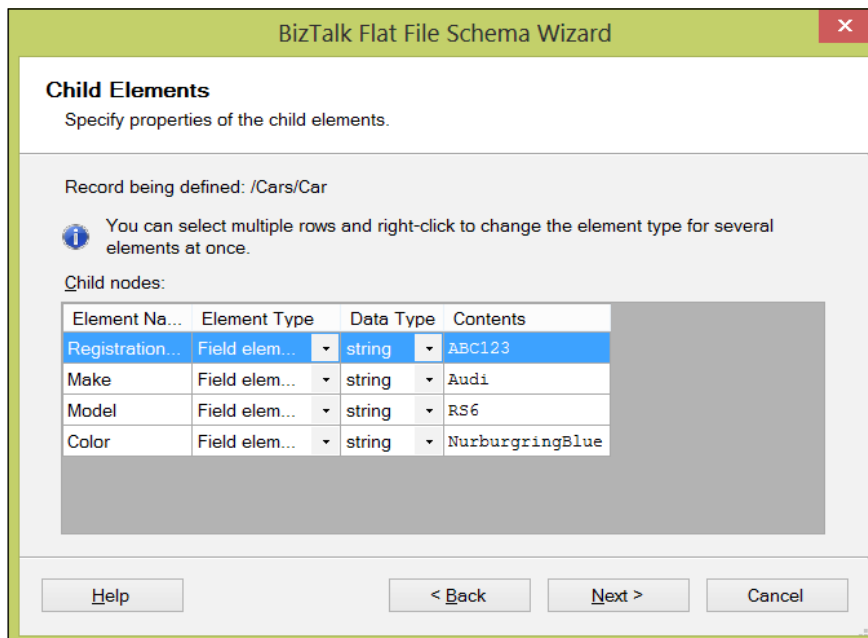 BizTalk Flat File Schema Wizard
Child Elements
Specify properties of the child elements.
Record being defined: /Cars/Car
You can select multiple rows and right-click to change the element type for several
elements at once.
Child nodes:
Element Na... Element Type Data Type Contents
Registration... Field elem... string ABC123
Make Field elem... string Audi
Model Field elem... string RS6
Color Field elem... string NurburgringBlue
Help < Back Next > Cancel